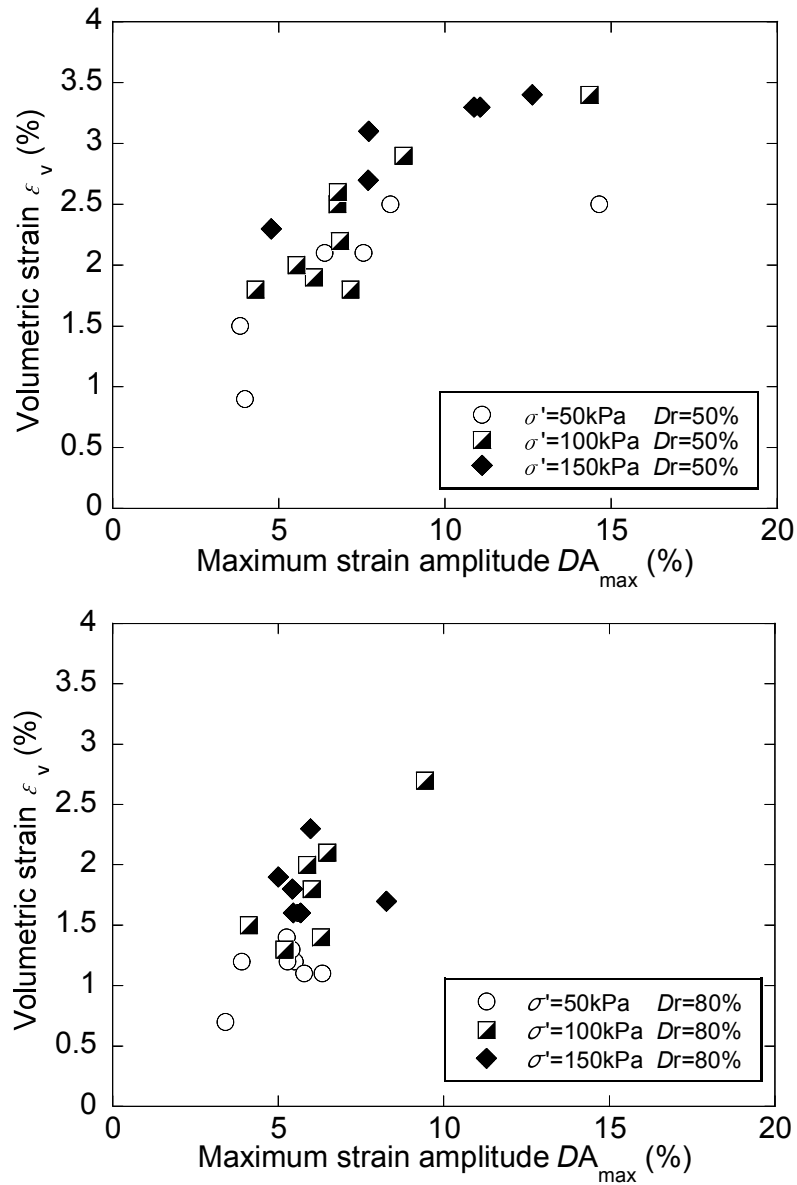 4
3.5
3
2.5
2
1.5
1
0.5
0
Volumetric strain ε v (%)
σ'=50kPa Dr=50%
σ'=100kPa Dr=50%
σ'=150kPa Dr=50%
0 5 10 15 20
Maximum strain amplitude DAmax (%)
4
3.5
3
2.5
2
1.5
1
0.5
0
Volumetric strain ε v (%)
σ'=50kPa Dr=80%
σ'=100kPa Dr=80%
σ'=150kPa Dr=80%
0 5 10 15 20
Maximum strain amplitude DAmax (%)